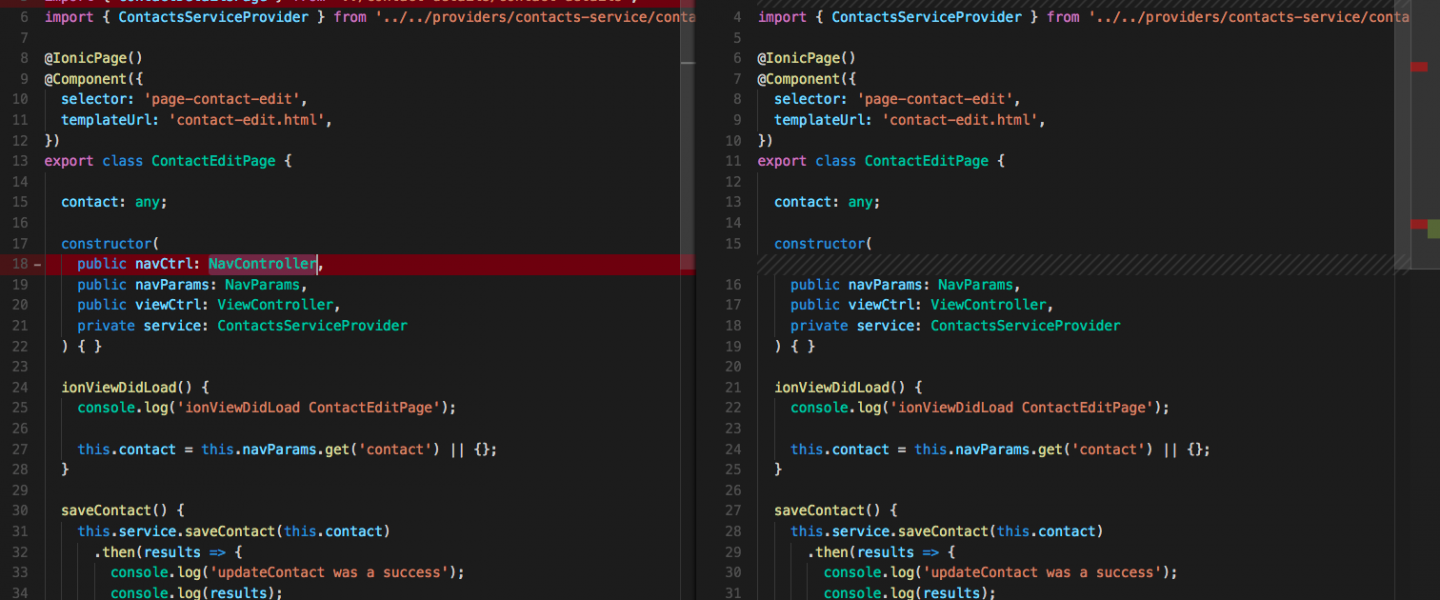 5 import { ContactDetailsPage } from '../contact-details/contact-details';
6 import { ContactsServiceProvider } from '../../providers/contacts-service/conta
7
8 @IonicPage()
9 @Component({
10 selector: 'page-contact-edit',
11 templateUrl: 'contact-edit.html',
12 })
13 export class ContactEditPage {
14
15 contact: any;
16
17 constructor(
18 – public navCtrl: NavController,
19 public navParams: NavParams,
20 public viewCtrl: ViewController,
21 private service: ContactsServiceProvider
22 ) { }
23
24 ionViewDidLoad() {
25 console.log('ionViewDidLoad ContactEditPage');
26
27 this.contact = this.navParams.get('contact') || {};
28 }
29
30 saveContact() {
31 this.service.saveContact(this.contact)
32 .then(results => {
33 console.log('updateContact was a success');
34 console.log(results);
4 import { ContactsServiceProvider } from '../../providers/contacts-service/conta
5
6 @IonicPage()
7 @Component({
8 selector: 'page-contact-edit',
9 templateUrl: 'contact-edit.html',
10 })
11 export class ContactEditPage {
12
13 contact: any;
14
15 constructor(
16 public navParams: NavParams,
17 public viewCtrl: ViewController,
18 private service: ContactsServiceProvider
19 ) { }
20
21 ionViewDidLoad() {
22 console.log('ionViewDidLoad ContactEditPage');
23
24 this.contact = this.navParams.get('contact') || {};
25 }
26
27 saveContact() {
28 this.service.saveContact(this.contact)
29 .then(results => {
30 console.log('updateContact was a success');
31 console.log(results);